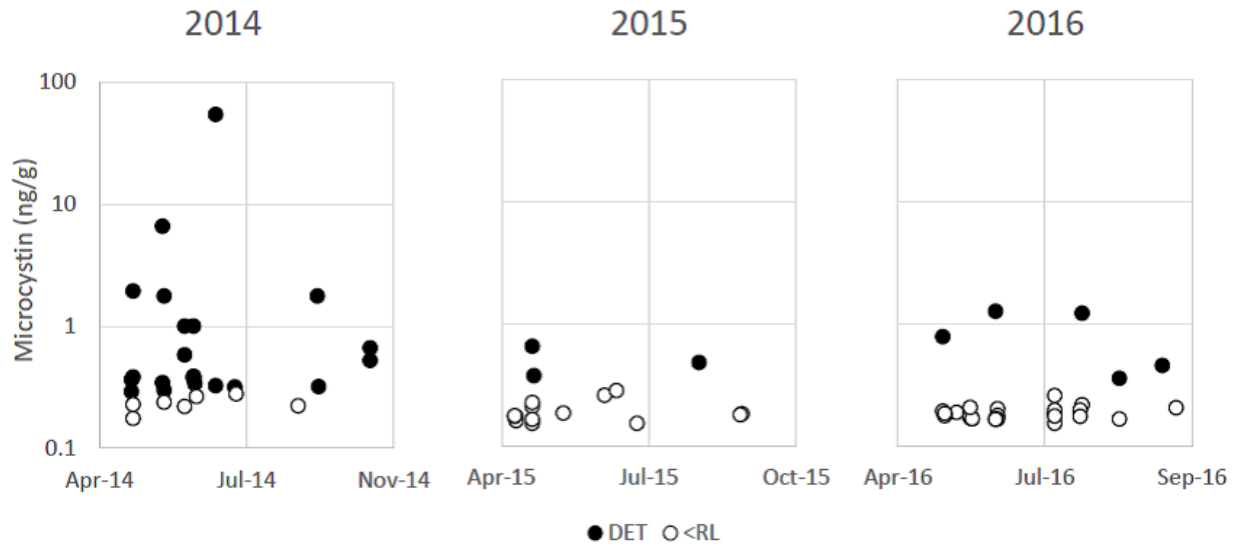 2014 2015 2016
Microcystin (ng/g)
100
10
1
0.1
Apr-14 Jul-14 Nov-14 Apr-15 Jul-15 Oct-15 Apr-16 Jul-16 Sep-16
DET <RL